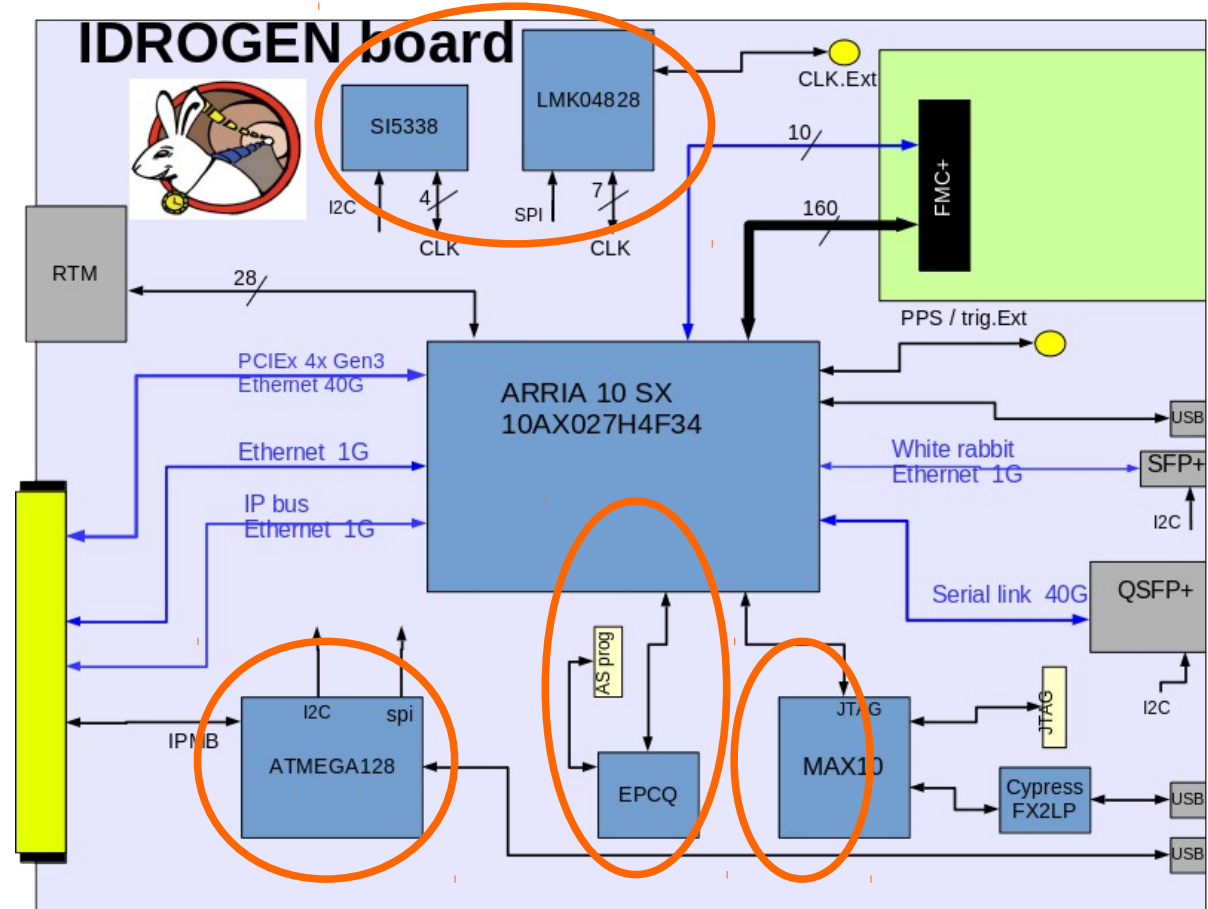 IDROGEN board
SI5338
LMK04828
CLK.Ext
I2C
4
CLK
SPI
7
CLK
10
160
FMC+
RTM
28
PPS / trig.Ext
PCIEx 4x Gen3
Ethernet 40G
Ethernet 1G
IP bus
Ethernet 1G
ARRIA 10 SX
10AX027H4F34
USB
White rabbit
Ethernet 1G
SFP+
I2C
Serial link 40G
QSFP+
I2C
IPMB
I2C
spi
ATMEGA128
AS prog
EPCQ
JTAG
MAX10
JTAG
Cypress
FX2LP
USB
USB